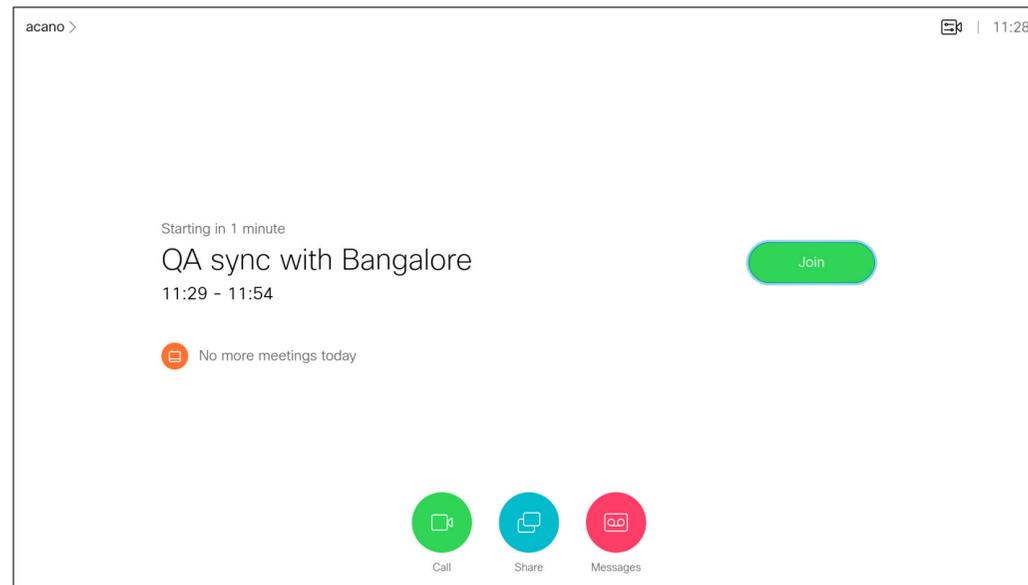 acano >
11:28
Starting in 1 minute
QA sync with Bangalore
11:29 - 11:54
Join
No more meetings today
Call
Share
Messages